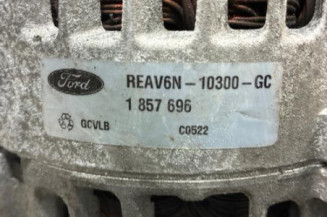 Ford
REAV6N-10300-GC
1 857 696
GCVLB
C0522